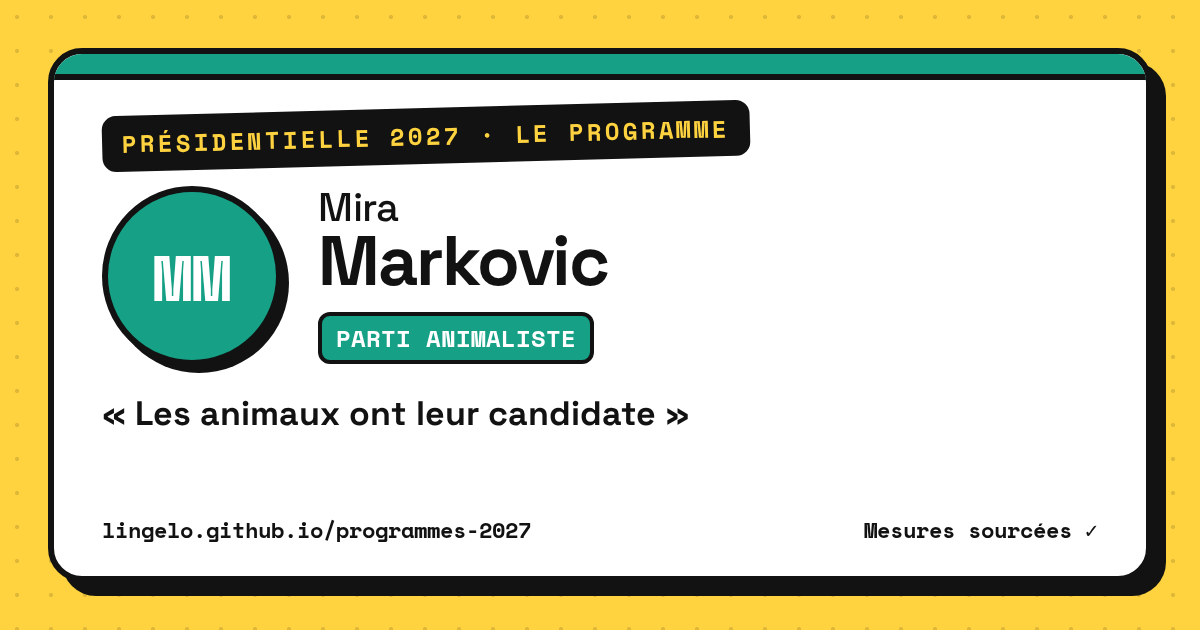 PRÉSIDENTIELLE 2027 · LE PROGRAMME
MM
Mira
Markovic
PARTI ANIMALISTE
« Les animaux ont leur candidate »
lingelo.github.io/programmes-2027
Mesures sourcées ✓